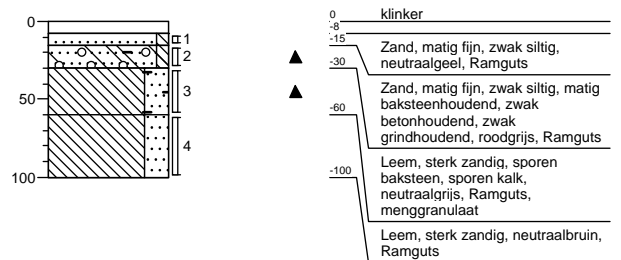 0
50
100
1
2
3
4
0
klinker
-8
-15
Zand, matig fijn, zwak siltig,
neutraalgeel, Ramguts
-30
Zand, matig fijn, zwak siltig, matig
baksteenhoudend, zwak
betonhoudend, zwak
grindhoudend, roodgrijs, Ramguts
-60
Leem, sterk zandig, sporen
baksteen, sporen kalk,
neutraalgrijs, Ramguts,
menggranulaat
-100
Leem, sterk zandig, neutraalbruin,
Ramguts